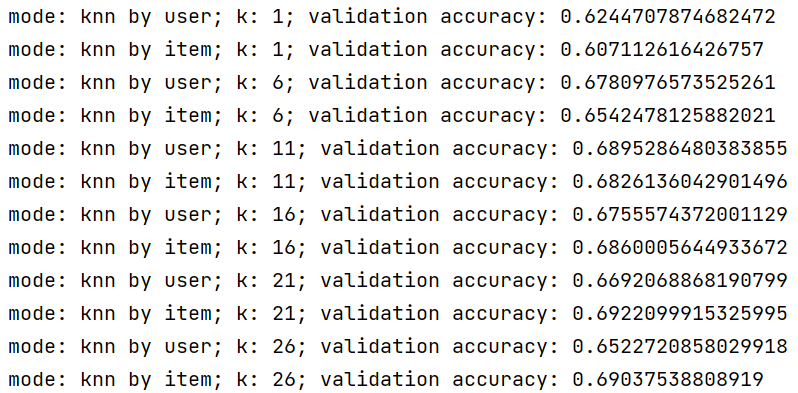 mode: knn by user; k: 1; validation accuracy: 0.6244707874682472
mode: knn by item; k: 1; validation accuracy: 0.607112616426757
mode: knn by user; k: 6; validation accuracy: 0.6780976573525261
mode: knn by item; k: 6; validation accuracy: 0.6542478125882021
mode: knn by user; k: 11; validation accuracy: 0.6895286480383855
mode: knn by item; k: 11; validation accuracy: 0.6826136042901496
mode: knn by user; k: 16; validation accuracy: 0.6755574372001129
mode: knn by item; k: 16; validation accuracy: 0.6860005644933672
mode: knn by user; k: 21; validation accuracy: 0.6692068868190799
mode: knn by item; k: 21; validation accuracy: 0.6922099915325995
mode: knn by user; k: 26; validation accuracy: 0.6522720858029918
mode: knn by item; k: 26; validation accuracy: 0.69037538808919